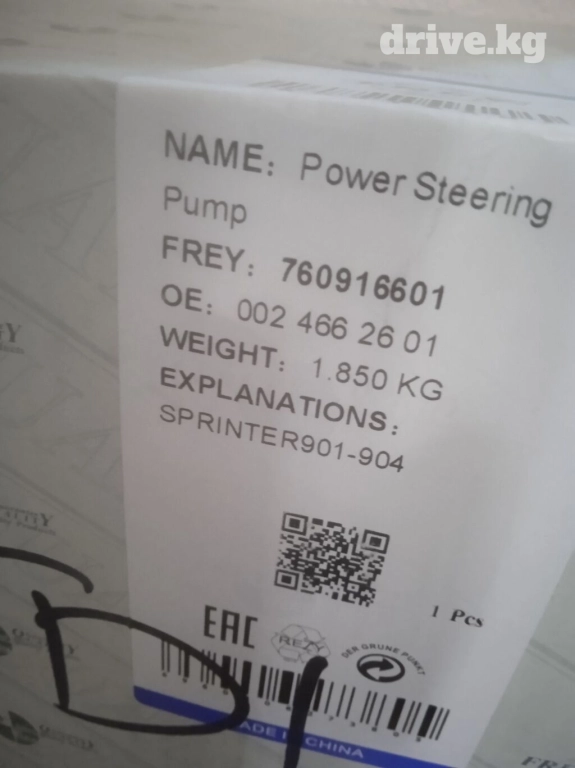 drive.kg
NAME: Power Steering
Pump
FREY: 760916601
OE: 002 466 26 01
WEIGHT: 1.850 KG
EXPLANATIONS:
SPRINTER901-904
1 Pcs
EAC
REZY
DER GRÜNE PUNKT
CHINA